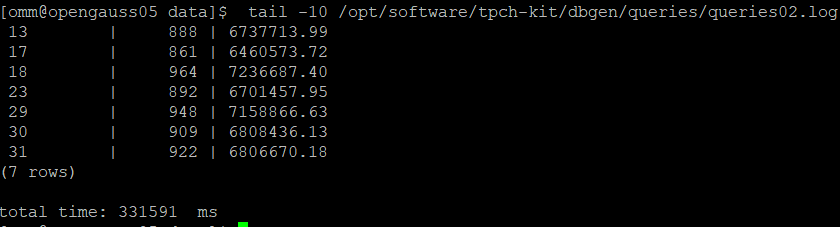 [omm@opengauss05 data]$  tail -10 /opt/software/tpch-kit/dbgen/queries/queries02.log
 13        |     888 | 6737713.99
 17        |     861 | 6460573.72
 18        |     964 | 7236687.40
 23        |     892 | 6701457.95
 29        |     948 | 7158866.63
 30        |     909 | 6808436.13
 31        |     922 | 6806670.18
(7 rows)
total time: 331591  ms